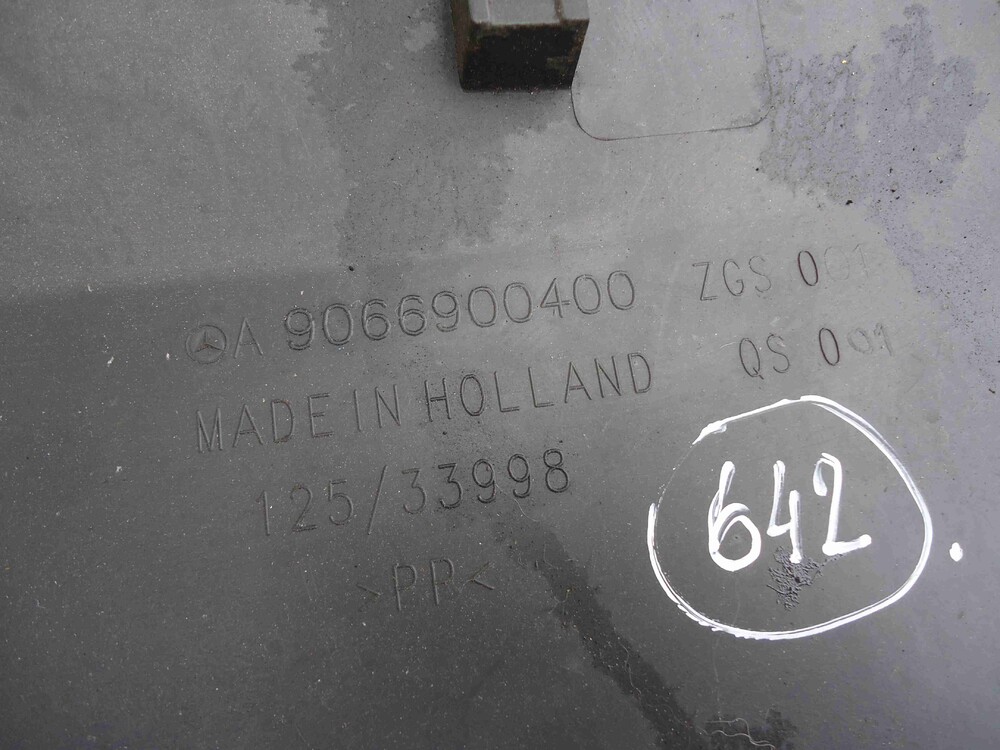 A 9066900400 ZGS 001
MADE IN HOLLAND QS 001
125/33998
>PP<
642